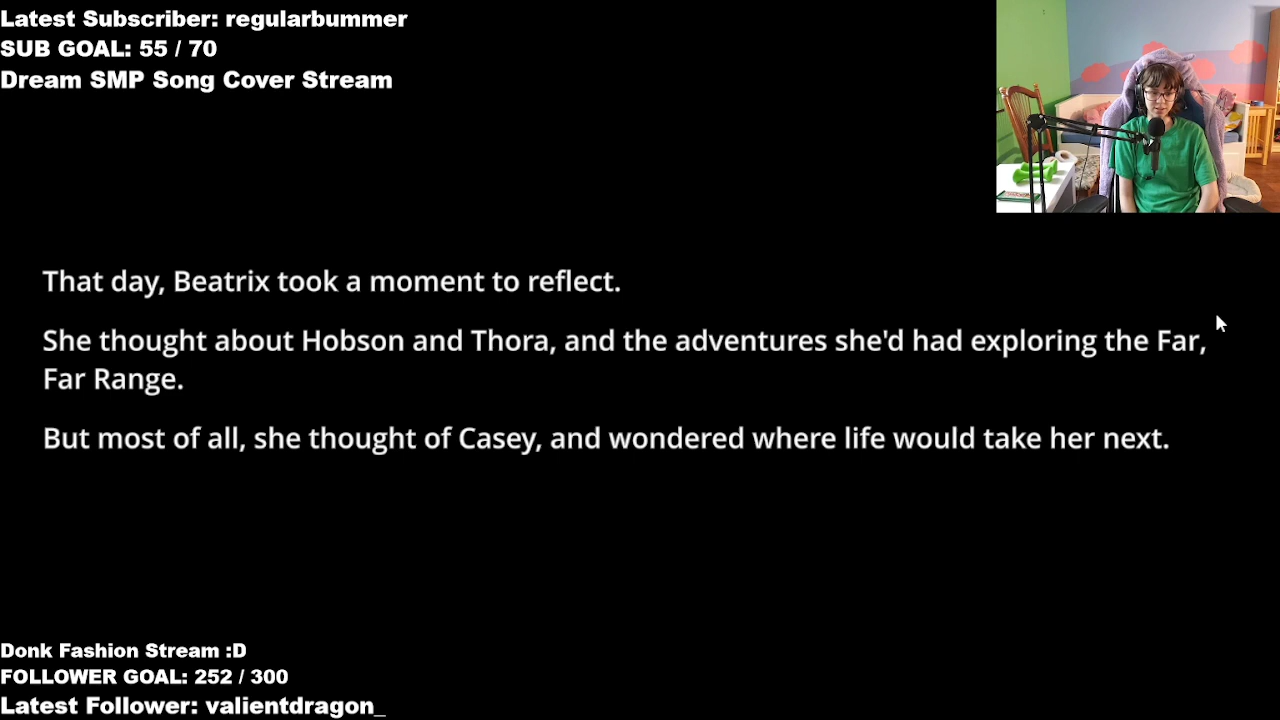 Latest Subscriber: regularbummer
SUB GOAL: 55 / 70
Dream SMP Song Cover Stream
That day, Beatrix took a moment to reflect.
She thought about Hobson and Thora, and the adventures she'd had exploring the Far,
Far Range.
But most of all, she thought of Casey, and wondered where life would take her next.
Donk Fashion Stream :D
FOLLOWER GOAL: 252 / 300
Latest Follower: valientdragon_